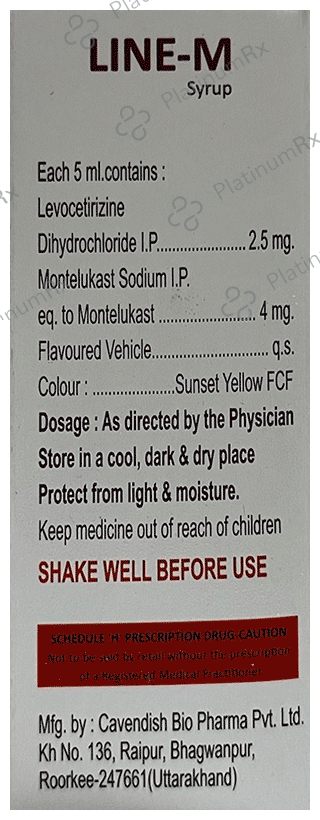 LINE-M
Syrup
Each 5 ml.contains :
Levocetirizine
Dihydrochloride I.P...................... 2.5 mg.
Montelukast Sodium I.P.
eq. to Montelukast ........................ 4 mg.
Flavoured Vehicle............................. q.s.
Colour : .....................Sunset Yellow FCF
Dosage : As directed by the Physician
Store in a cool, dark & dry place
Protect from light & moisture.
Keep medicine out of reach of children
SHAKE WELL BEFORE USE
SCHEDULE 'H' PRESCRIPTION DRUG-CAUTION
Not to be sold by retail without the prescription
of a Registered Medical Practitioner
Mfg. by : Cavendish Bio Pharma Pvt. Ltd.
Kh No. 136, Raipur, Bhagwanpur,
Roorkee-247661(Uttarakhand)
PlatinumRx
PlatinumRx
PlatinumRx